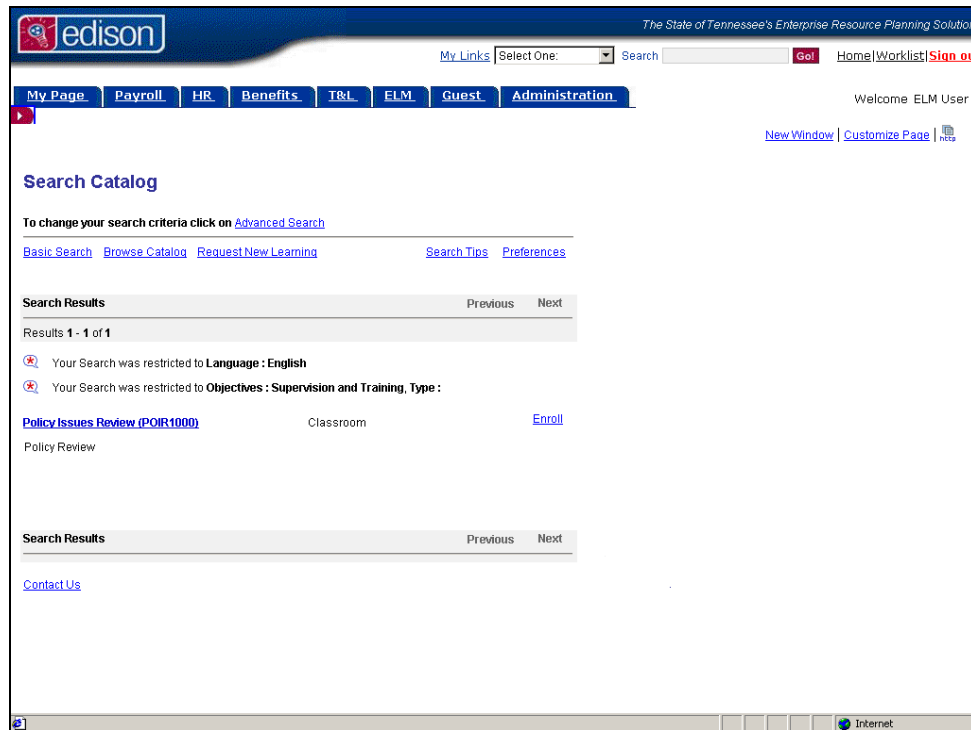 edison
The State of Tennessee's Enterprise Resource Planning Solution
My Links Select One: Search Go! Home|Worklist|Sign ou
My Page Payroll HR Benefits T&L ELM Guest Administration
Welcome ELM User
New Window | Customize Page | http
Search Catalog
To change your search criteria click on Advanced Search
Basic Search Browse Catalog Request New Learning Search Tips Preferences
Search Results Previous Next
Results 1 - 1 of 1
Your Search was restricted to Language : English
Your Search was restricted to Objectives : Supervision and Training, Type :
Policy Issues Review (POIR1000) Classroom Enroll
Policy Review
Search Results Previous Next
Contact Us
Internet